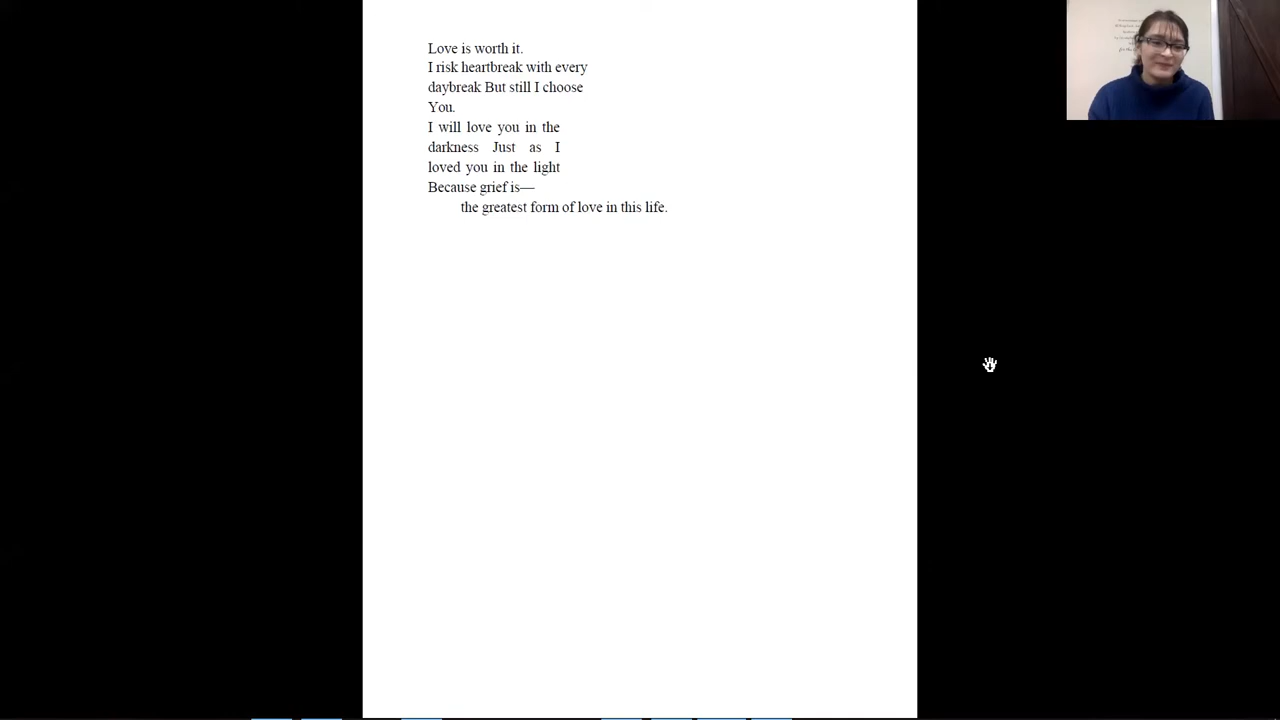 Love is worth it.
I risk heartbreak with every
daybreak But still I choose
You.
I will love you in the
darkness Just as I
loved you in the light
Because grief is—
the greatest form of love in this life.